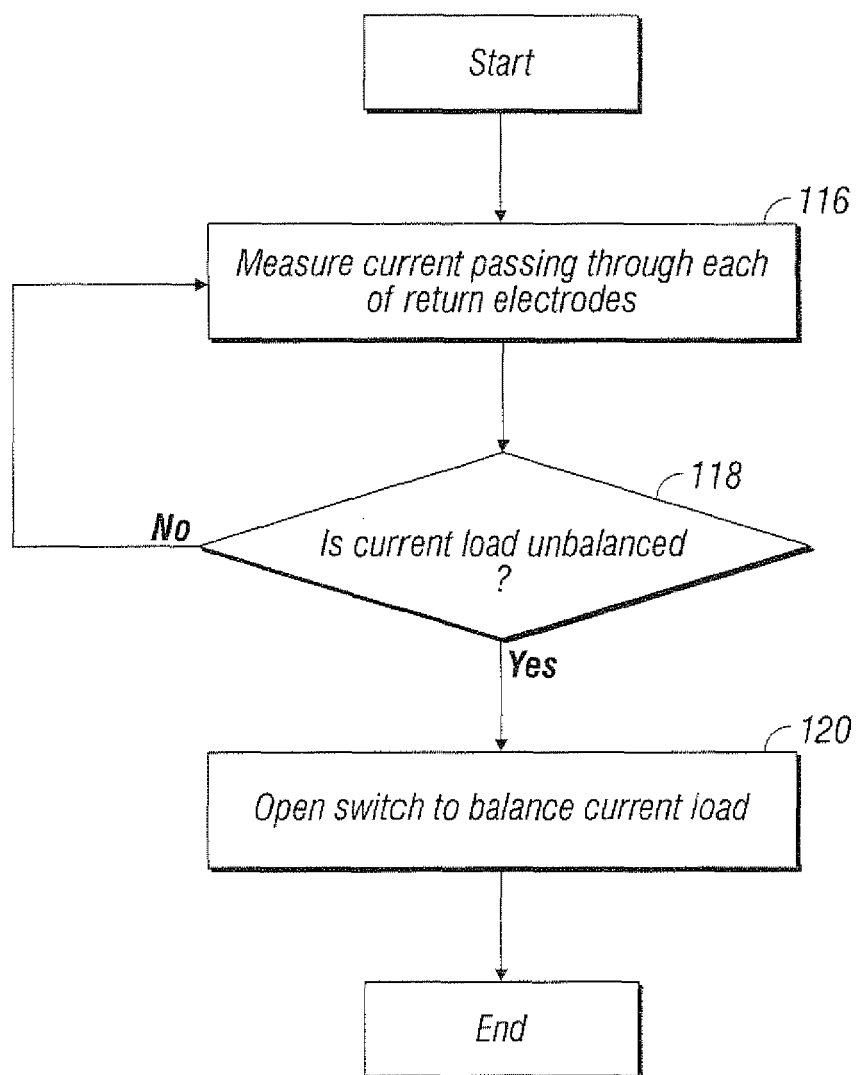 Start
116
Measure current passing through each
of return electrodes
118
No
Is current load unbalanced
?
Yes
120
Open switch to balance current load
End